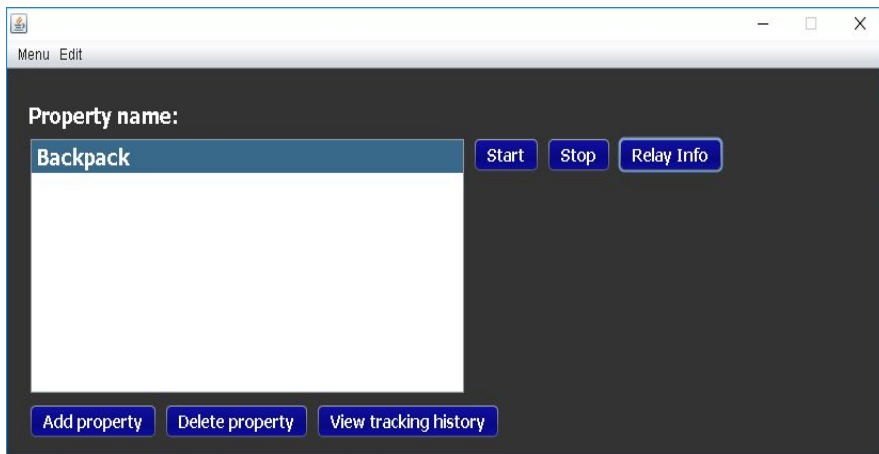 Menu Edit
Property name:
Backpack
Start Stop Relay Info
Add property Delete property View tracking history